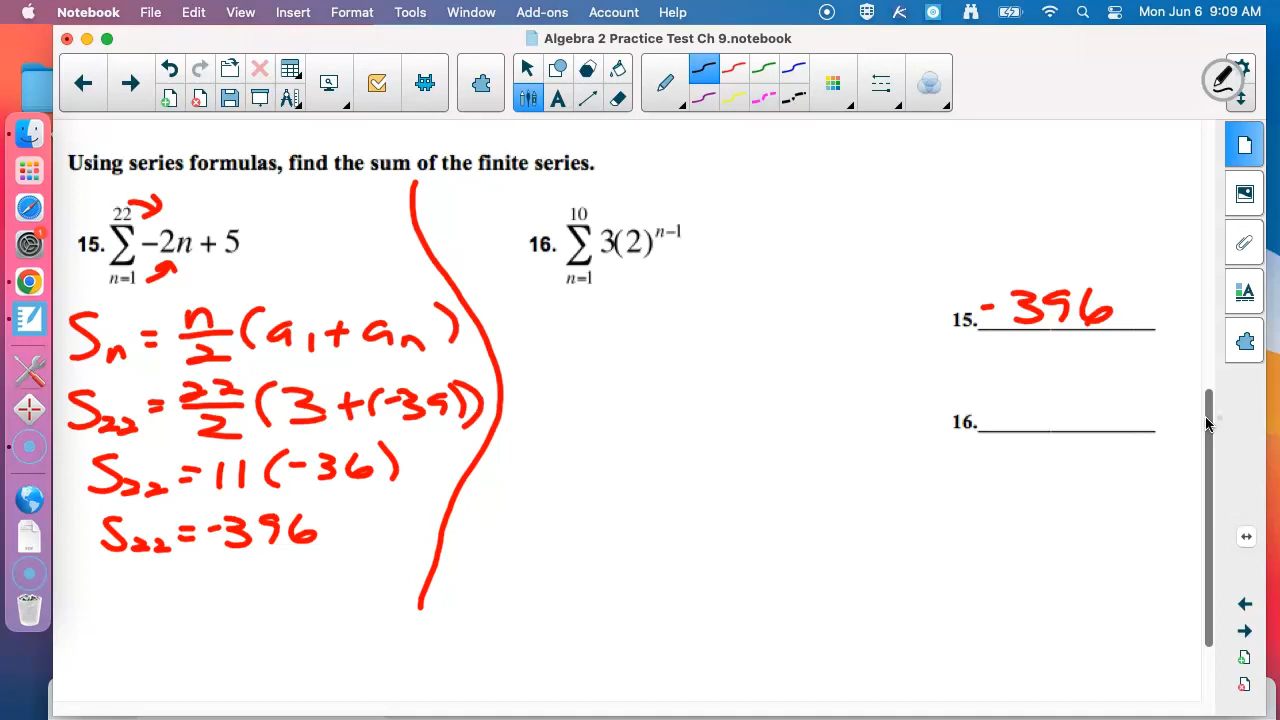 Notebook File Edit View Insert Format Tools Window Add-ons Account Help Mon Jun 6 9:09 AM
Algebra 2 Practice Test Ch 9.notebook
Using series formulas, find the sum of the finite series.
22
15. ∑ −2n + 5
n=1
10
16. ∑ 3(2)^{n−1}
n=1
Sₙ = n/2 (a₁ + aₙ)
S₂₂ = 22/2 (3 + (-39))
S₂₂ = 11 (-36)
S₂₂ = -396
15. -396
16.
A
A
1
PDF